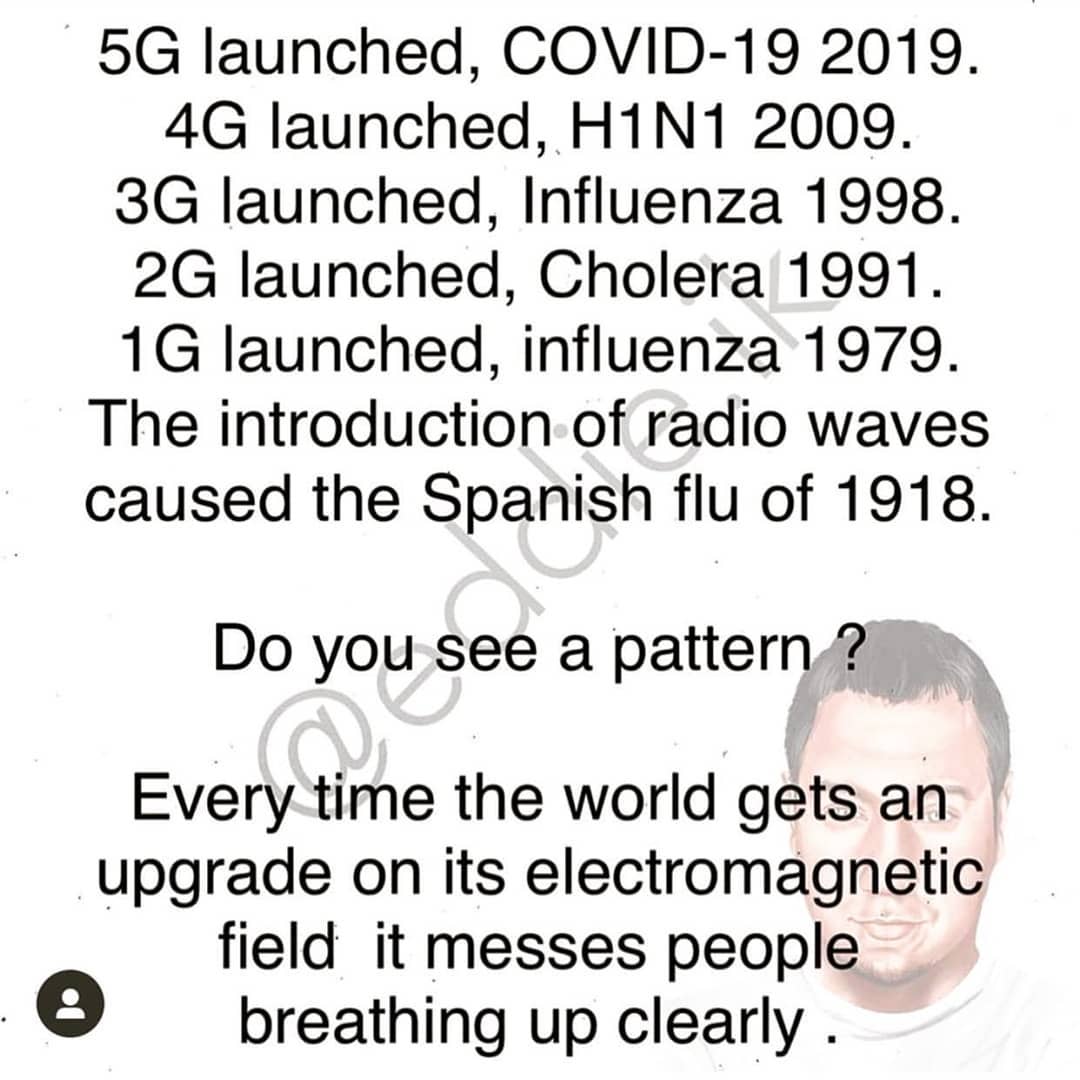 5G launched, COVID-19 2019.
4G launched, H1N1 2009.
3G launched, Influenza 1998.
2G launched, Cholera 1991.
1G launched, influenza 1979.
The introduction of radio waves
caused the Spanish flu of 1918.
Do you see a pattern ?
Every time the world gets an
upgrade on its electromagnetic
field it messes people
breathing up clearly .
@eddie.ik